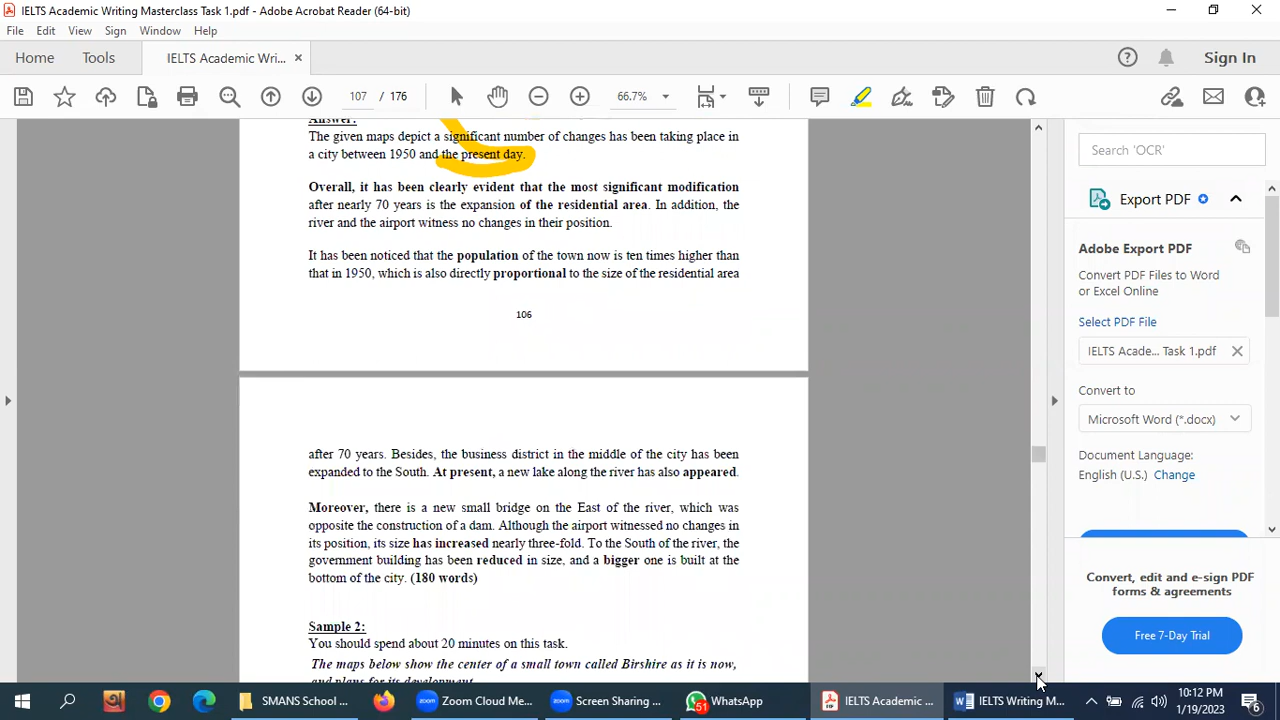 IELTS Academic Writing Masterclass Task 1.pdf - Adobe Acrobat Reader (64-bit)
File Edit View Sign Window Help
Home Tools IELTS Academic Wri... × Sign In
107 / 176 66.7% Search 'OCR'
Answer:
The given maps depict a significant number of changes has been taking place in
a city between 1950 and the present day.
Overall, it has been clearly evident that the most significant modification
after nearly 70 years is the expansion of the residential area. In addition, the
river and the airport witness no changes in their position.
It has been noticed that the population of the town now is ten times higher than
that in 1950, which is also directly proportional to the size of the residential area
106
after 70 years. Besides, the business district in the middle of the city has been
expanded to the South. At present, a new lake along the river has also appeared.
Moreover, there is a new small bridge on the East of the river, which was
opposite the construction of a dam. Although the airport witnessed no changes in
its position, its size has increased nearly three-fold. To the South of the river, the
government building has been reduced in size, and a bigger one is built at the
bottom of the city. (180 words)
Sample 2:
You should spend about 20 minutes on this task.
The maps below show the center of a small town called Birshire as it is now,
and plans for its development.
Export PDF
Adobe Export PDF
Convert PDF Files to Word
or Excel Online
Select PDF File
IELTS Acade... Task 1.pdf
Convert to
Microsoft Word (*.docx)
Document Language:
English (U.S.) Change
Convert, edit and e-sign PDF
forms & agreements
Free 7-Day Trial
SMANS School ... Zoom Cloud Me... Screen Sharing ... 51 WhatsApp IELTS Academic ... IELTS Writing M... 10:12 PM
1/19/2023 6